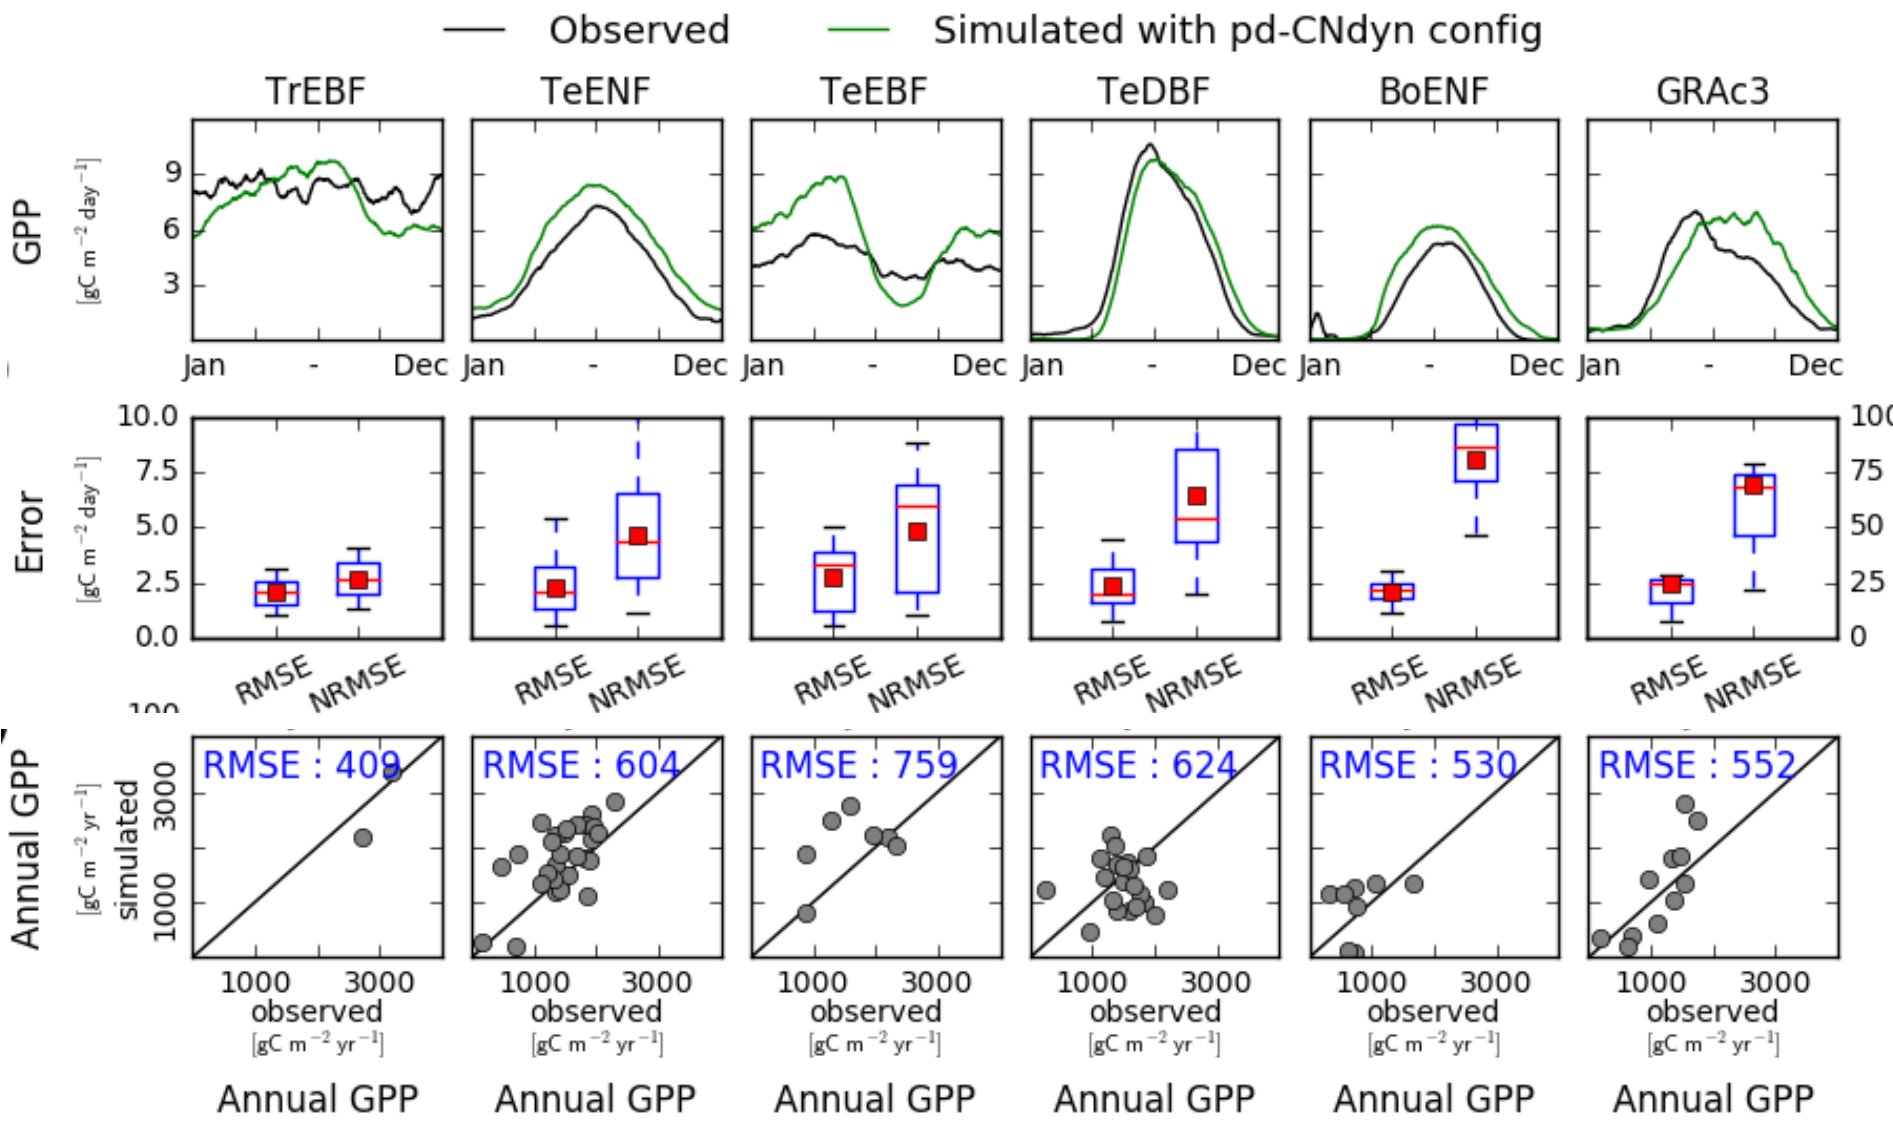 Observed Simulated with pd-CNdyn config
TrEBF TeENF TeEBF TeDBF BoENF GRAc3
GPP
[gC m⁻² day⁻¹]
9
6
3
Jan - Dec Jan - Dec Jan - Dec Jan - Dec Jan - Dec Jan - Dec
Error
[gC m⁻² day⁻¹]
10.0 100
7.5 75
5.0 50
2.5 25
0.0 0
RMSE NRMSE RMSE NRMSE RMSE NRMSE RMSE NRMSE RMSE NRMSE RMSE NRMSE
100
Annual GPP
[gC m⁻² yr⁻¹]
simulated
3000
1000
RMSE : 409 RMSE : 604 RMSE : 759 RMSE : 624 RMSE : 530 RMSE : 552
1000 3000 1000 3000 1000 3000 1000 3000 1000 3000 1000 3000
observed observed observed observed observed observed
[gC m⁻² yr⁻¹] [gC m⁻² yr⁻¹] [gC m⁻² yr⁻¹] [gC m⁻² yr⁻¹] [gC m⁻² yr⁻¹] [gC m⁻² yr⁻¹]
Annual GPP Annual GPP Annual GPP Annual GPP Annual GPP Annual GPP